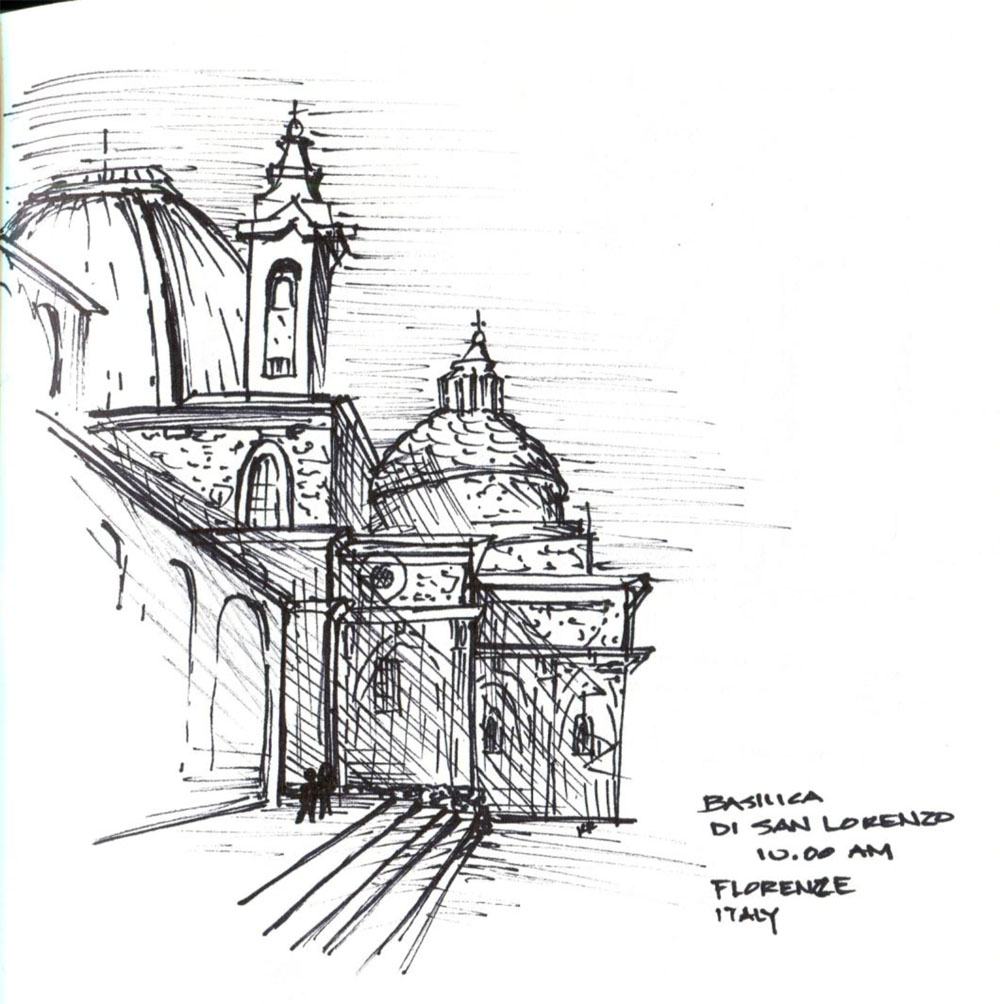 BASILICA
DI SAN LORENZO
10.00 AM
FLORENZE
ITALY